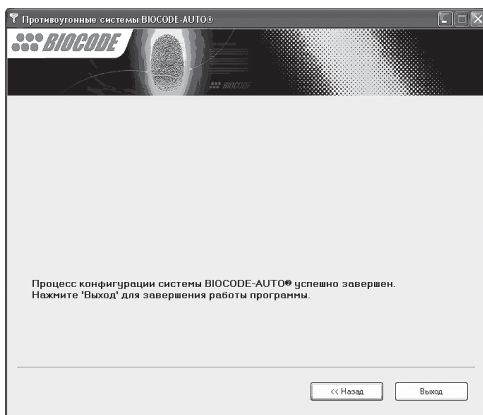 Противоугонные системы BIOCODE-AUTO®
BIOCODE
BIOCODE
Процесс конфигурации системы BIOCODE-AUTO® успешно завершен.
Нажмите 'Выход' для завершения работы программы.
<< Назад
Выход